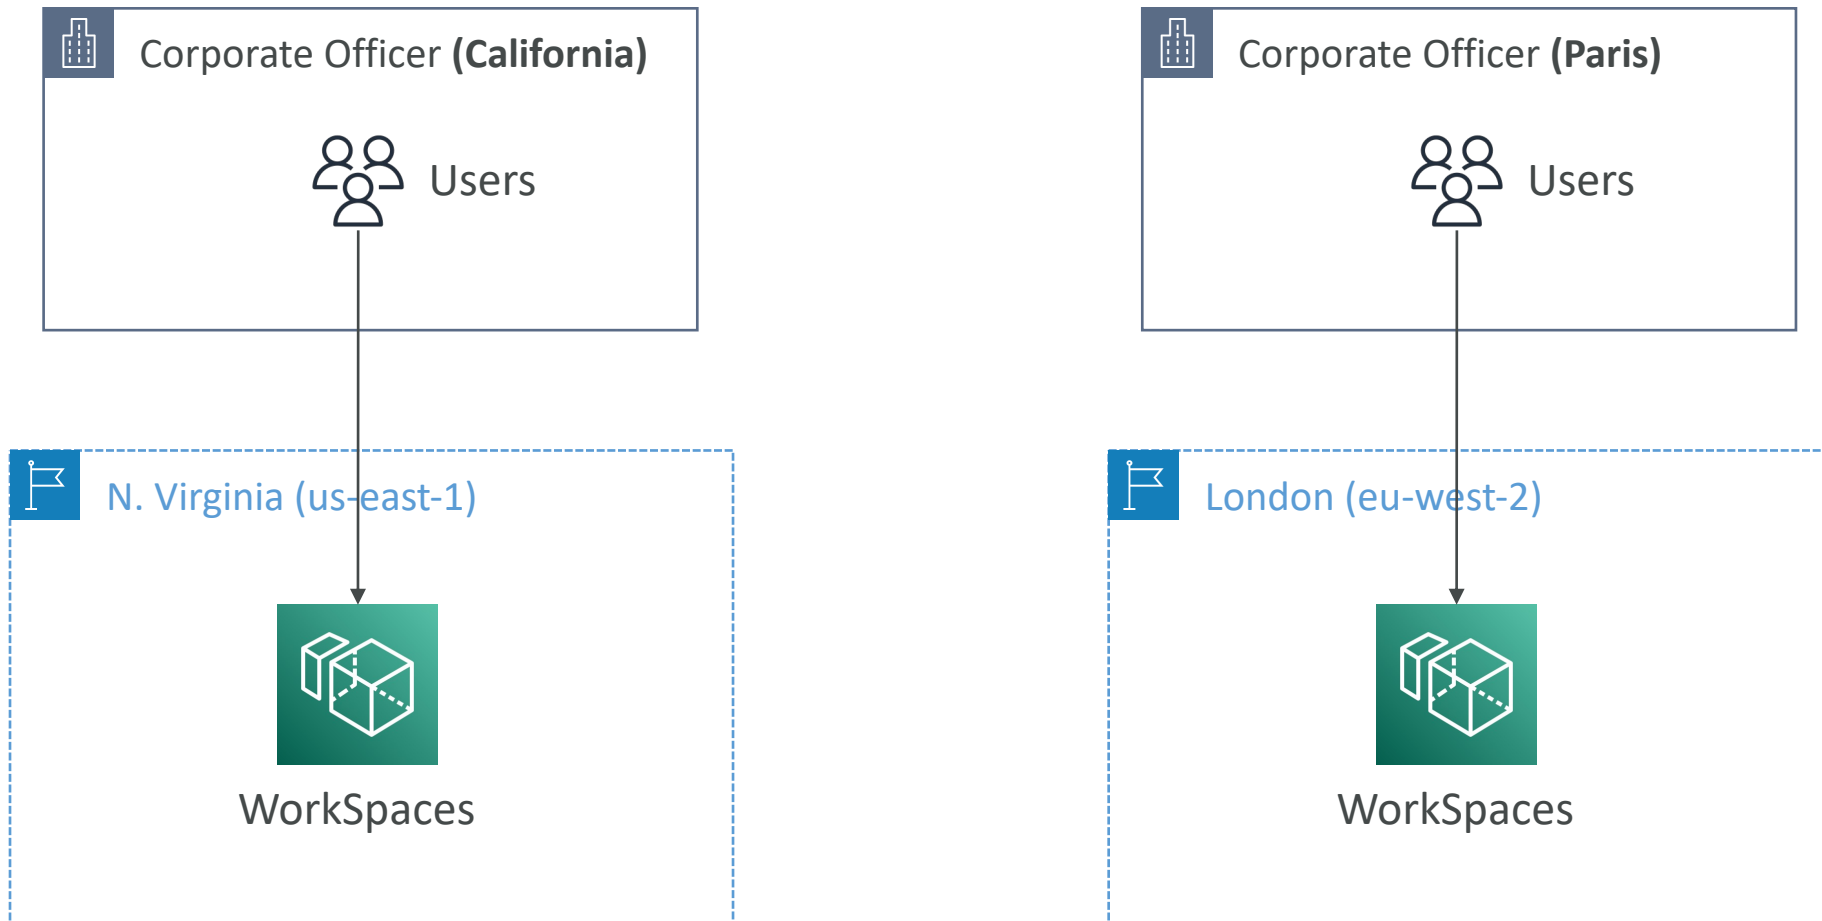 Corporate Officer (California)
Users
N. Virginia (us-east-1)
WorkSpaces
Corporate Officer (Paris)
Users
London (eu-west-2)
WorkSpaces